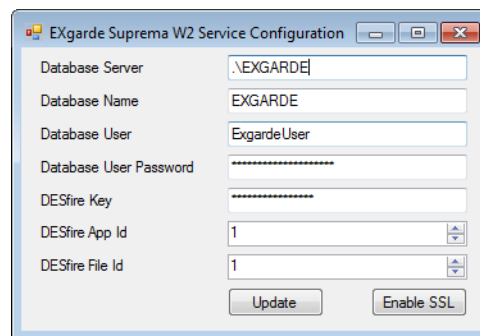 EXgarde Suprema W2 Service Configuration
Database Server .\EXGARDE
Database Name EXGARDE
Database User ExgardeUser
Database User Password *********************
DESfire Key ****************
DESfire App Id 1
DESfire File Id 1
Update Enable SSL